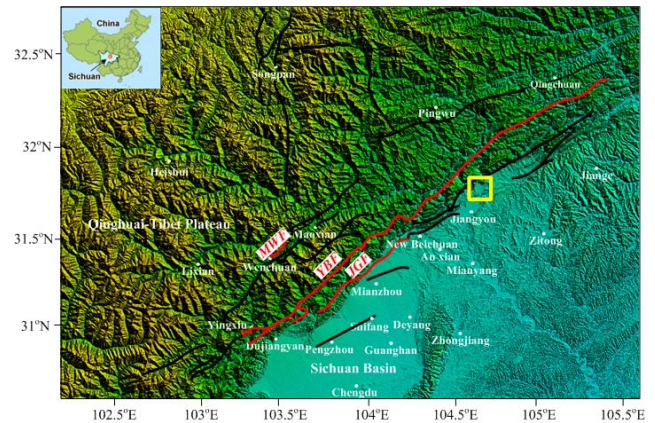 China
Sichuan
32.5°N
32°N
31.5°N
31°N
Songpan
Qingchuan
Pingwu
Heishui
Jiange
Qinghai-Tibet Plateau
Jiangyou
MWF
Maoxian
YBF
JGF
New Beichuan
Zitong
An xian
Lixian
Wenchuan
Mianyang
Mianzhou
Yingxiu
Shifang
Deyang
Dujiangyan
Pengzhou
Guanghan
Zhongjiang
Sichuan Basin
Chengdu
102.5°E
103°E
103.5°E
104°E
104.5°E
105°E
105.5°E